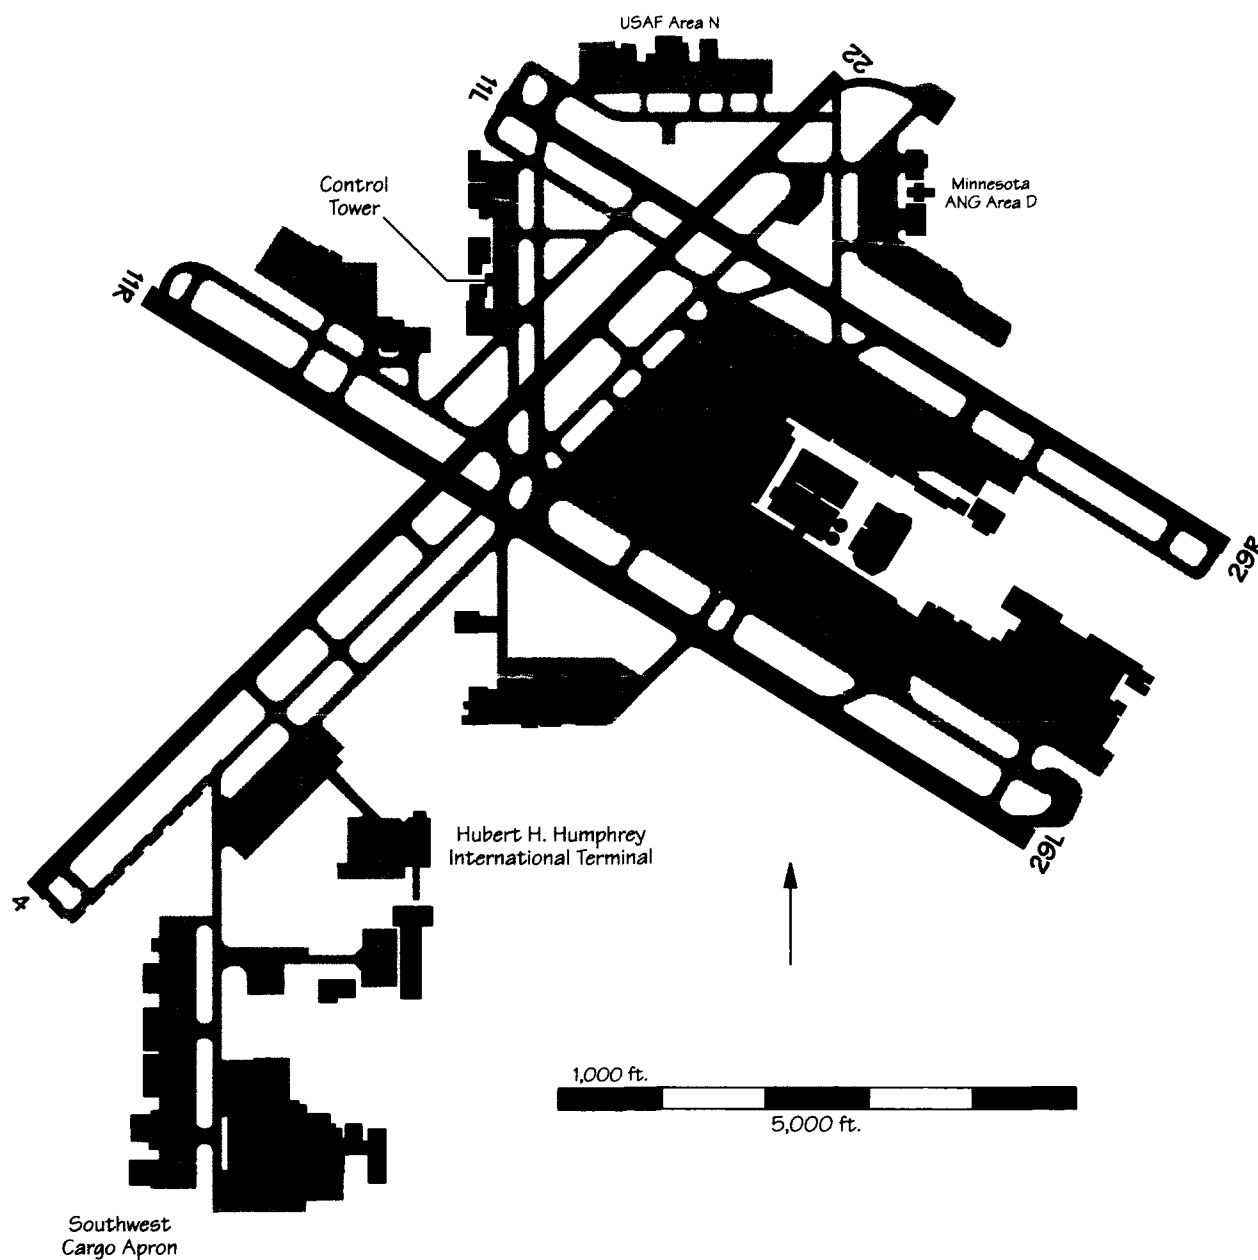 USAF Area N
22
11L
Control
Tower
Minnesota
ANG Area D
11R
29R
Hubert H. Humphrey
International Terminal
29L
4
1,000 ft.
5,000 ft.
Southwest
Cargo Apron